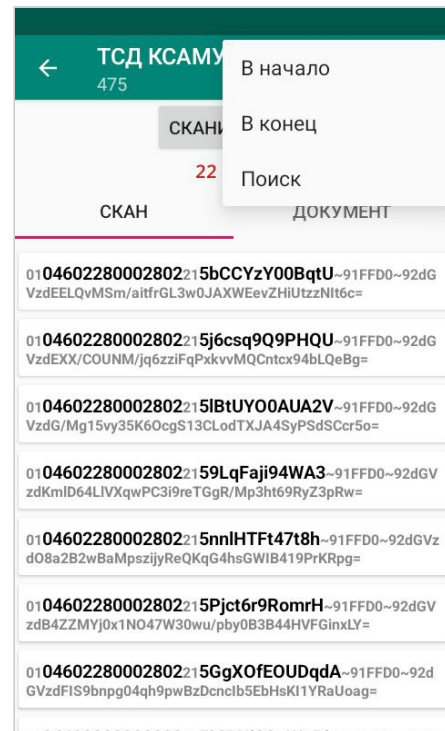 ТСД КСАМУ
475
В начало
В конец
Поиск
22
СКАН
ДОКУМЕНТ
0104602280002802215bCCYzY00BqtU~91FFD0~92dG
VzdEELQvMSm/aitfrGL3w0JAXWEevZHiUtzzNIt6c=
0104602280002802215j6csq9Q9PHQU~91FFD0~92dG
VzdEXX/COUNM/jq6zziFqPxkvvMQCntcx94bLQeBg=
0104602280002802215lBtUYO0AUA2V~91FFD0~92dG
VzdG/Mg15vy35K6OcgS13CLodTXJA4SyPSdSCcr5o=
01046022800028022159LqFaji94WA3~91FFD0~92dGV
zdKmlD64LlVXqwPC3i9reTGgR/Mp3ht69RyZ3pRw=
0104602280002802215nnlHTFt47t8h~91FFD0~92dGVz
dO8a2B2wBaMpszijyReQKqG4hsGWIB419PrKRpg=
0104602280002802215Pjct6r9RomrH~91FFD0~92dGV
zdB4ZZMYj0x1NO47W30wu/pby0B3B44HVFGinxLY=
0104602280002802215GgXOfEOUDqdA~91FFD0~92d
GVzdFIS9bnpg04qh9pwBzDcncIb5EbHsKI1YRaUoag=